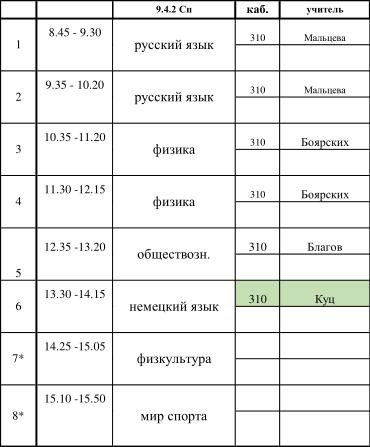 9.4.2 Сп каб. учитель
1 8.45 - 9.30 русский язык 310 Мальцева
2 9.35 - 10.20 русский язык 310 Мальцева
3 10.35 -11.20 физика 310 Боярских
4 11.30 -12.15 физика 310 Боярских
5 12.35 -13.20 обществозн. 310 Благов
6 13.30 -14.15 немецкий язык 310 Куц
7* 14.25 -15.05 физкультура
8* 15.10 -15.50 мир спорта